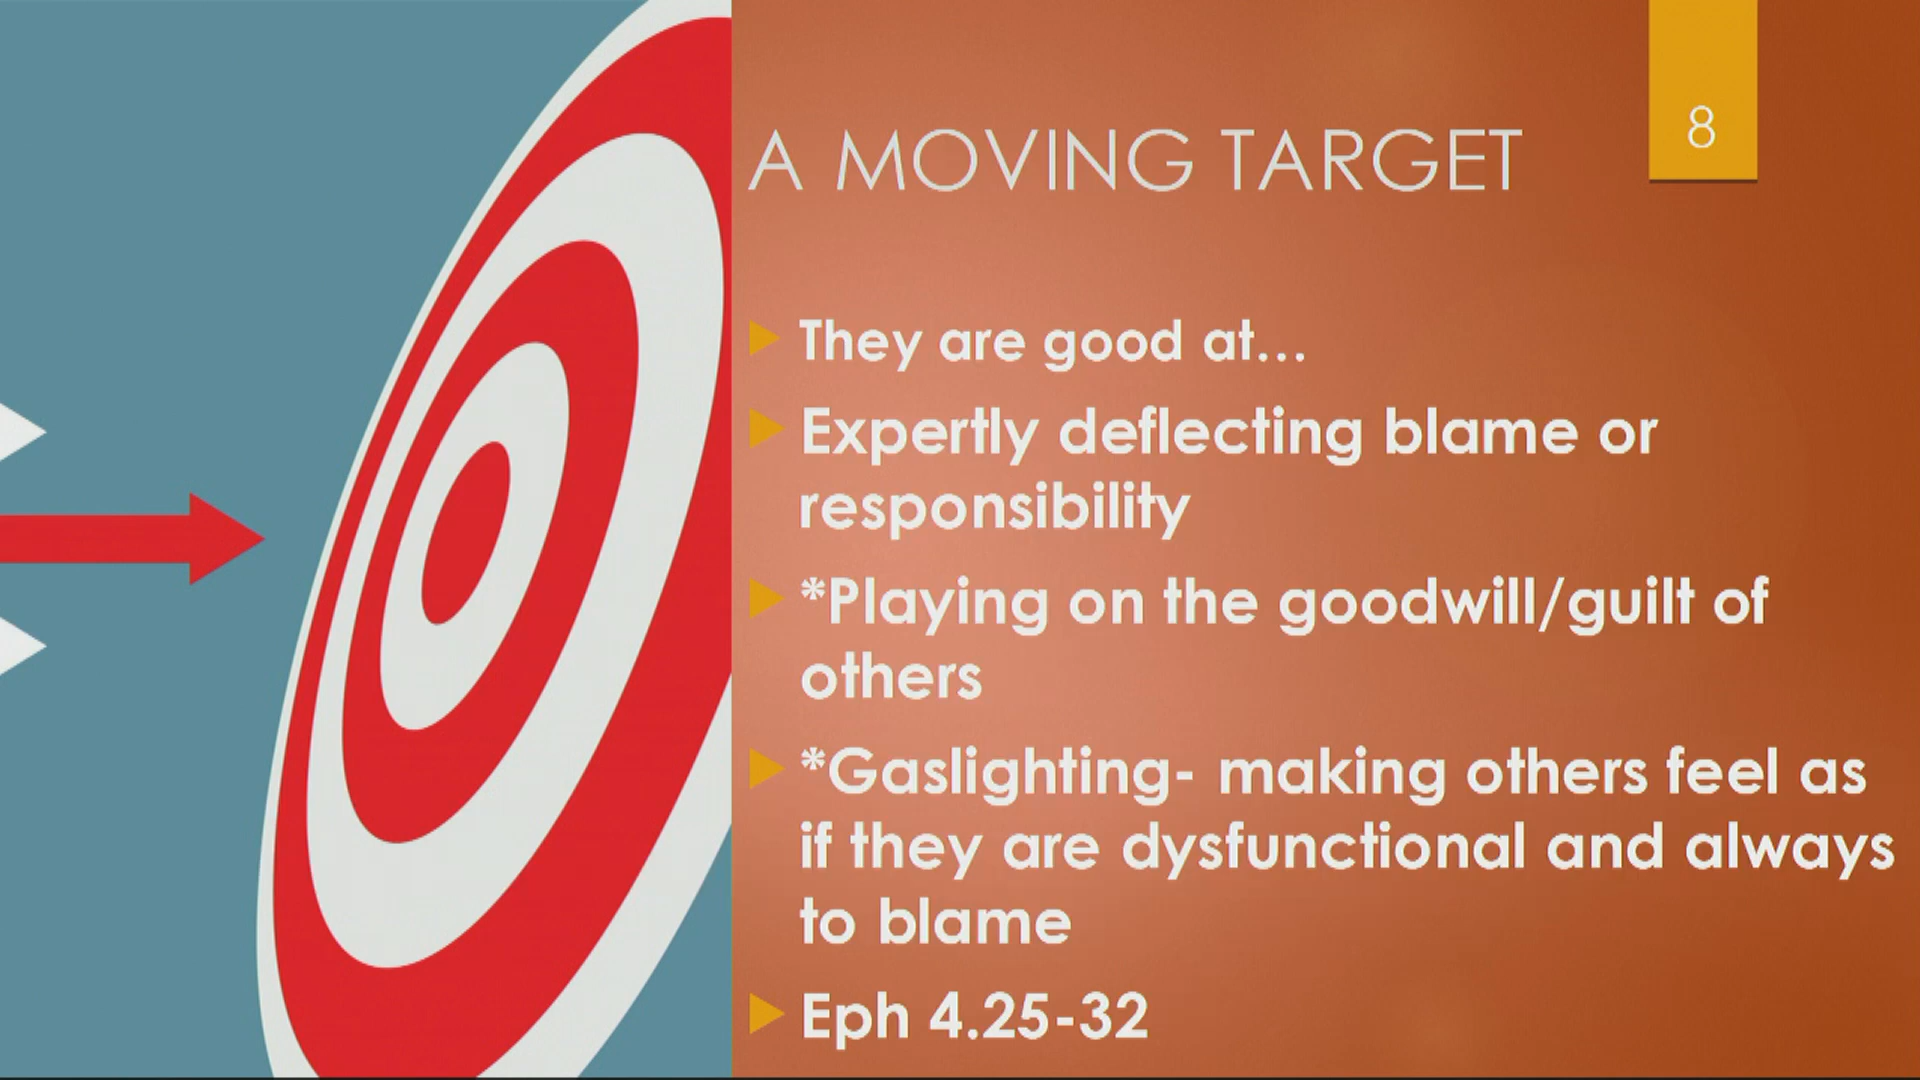 8
A MOVING TARGET
They are good at…
Expertly deflecting blame or
responsibility
*Playing on the goodwill/guilt of
others
*Gaslighting- making others feel as
if they are dysfunctional and always
to blame
Eph 4.25-32